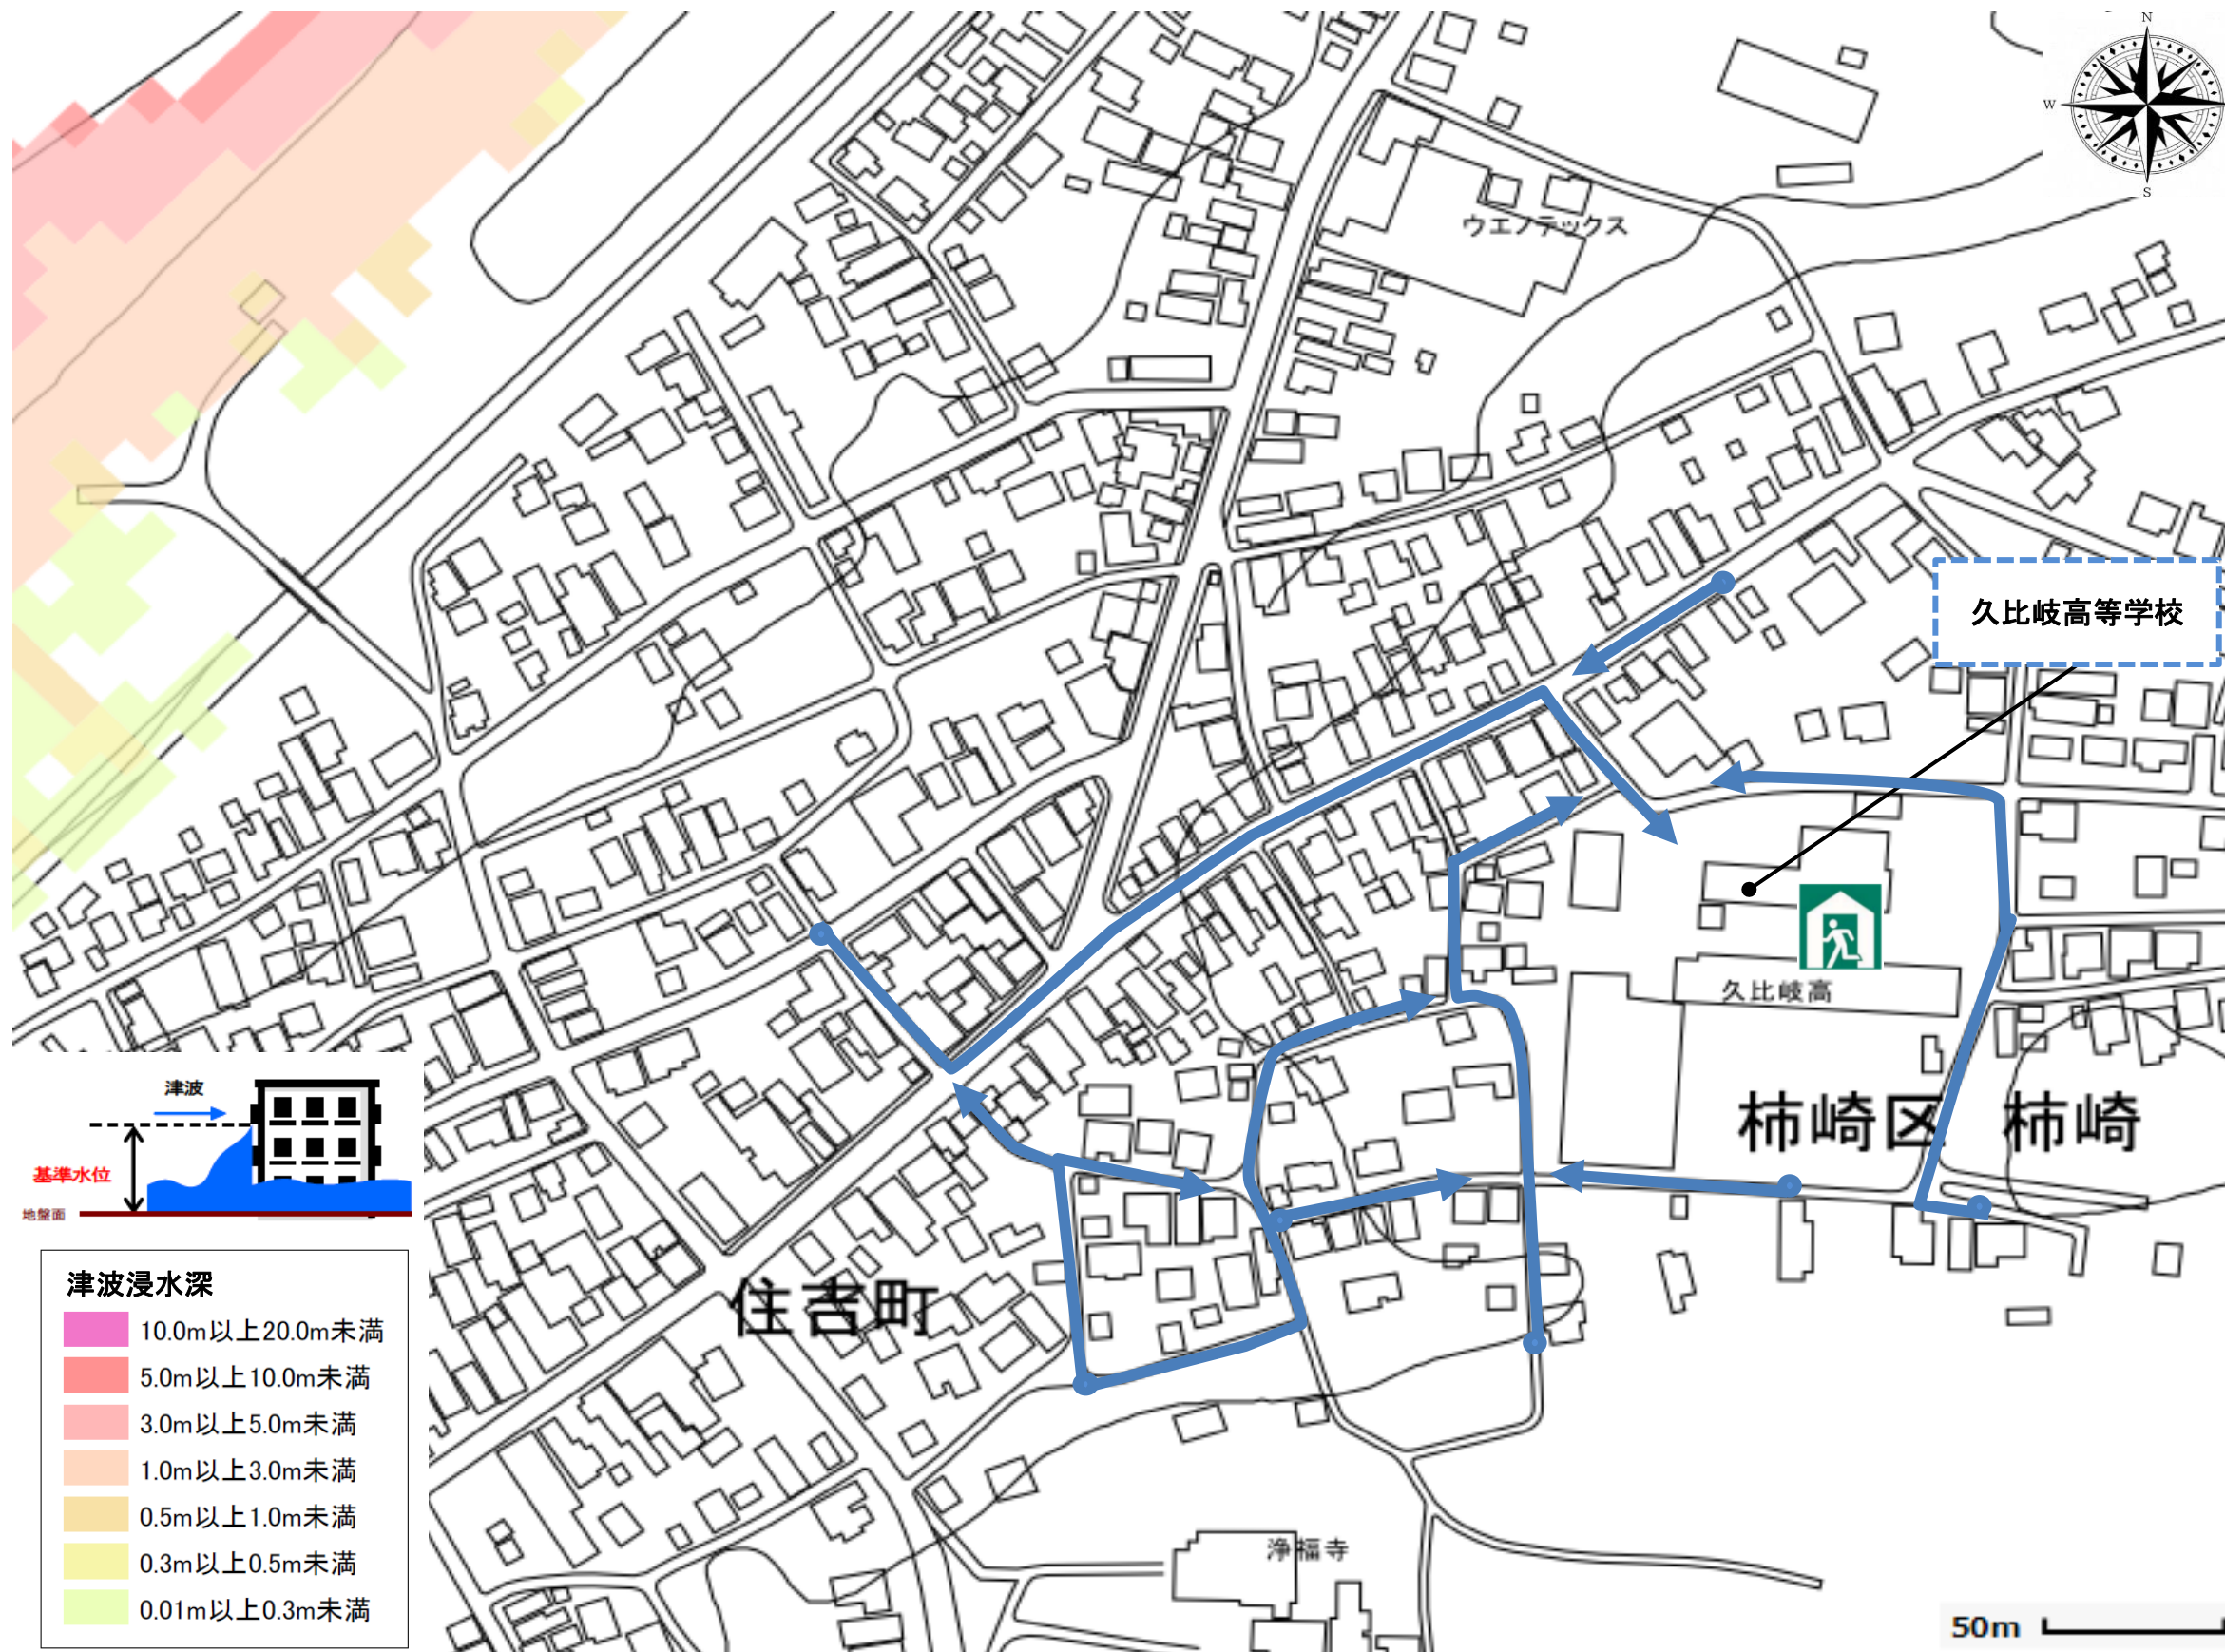 N
W
S
ウエノテックス
久比岐高等学校
久比岐高
柿崎区 柿崎
津波
基準水位
地盤面
住吉町
津波浸水深
10.0m以上20.0m未満
5.0m以上10.0m未満
3.0m以上5.0m未満
1.0m以上3.0m未満
0.5m以上1.0m未満
0.3m以上0.5m未満
0.01m以上0.3m未満
浄福寺
50m